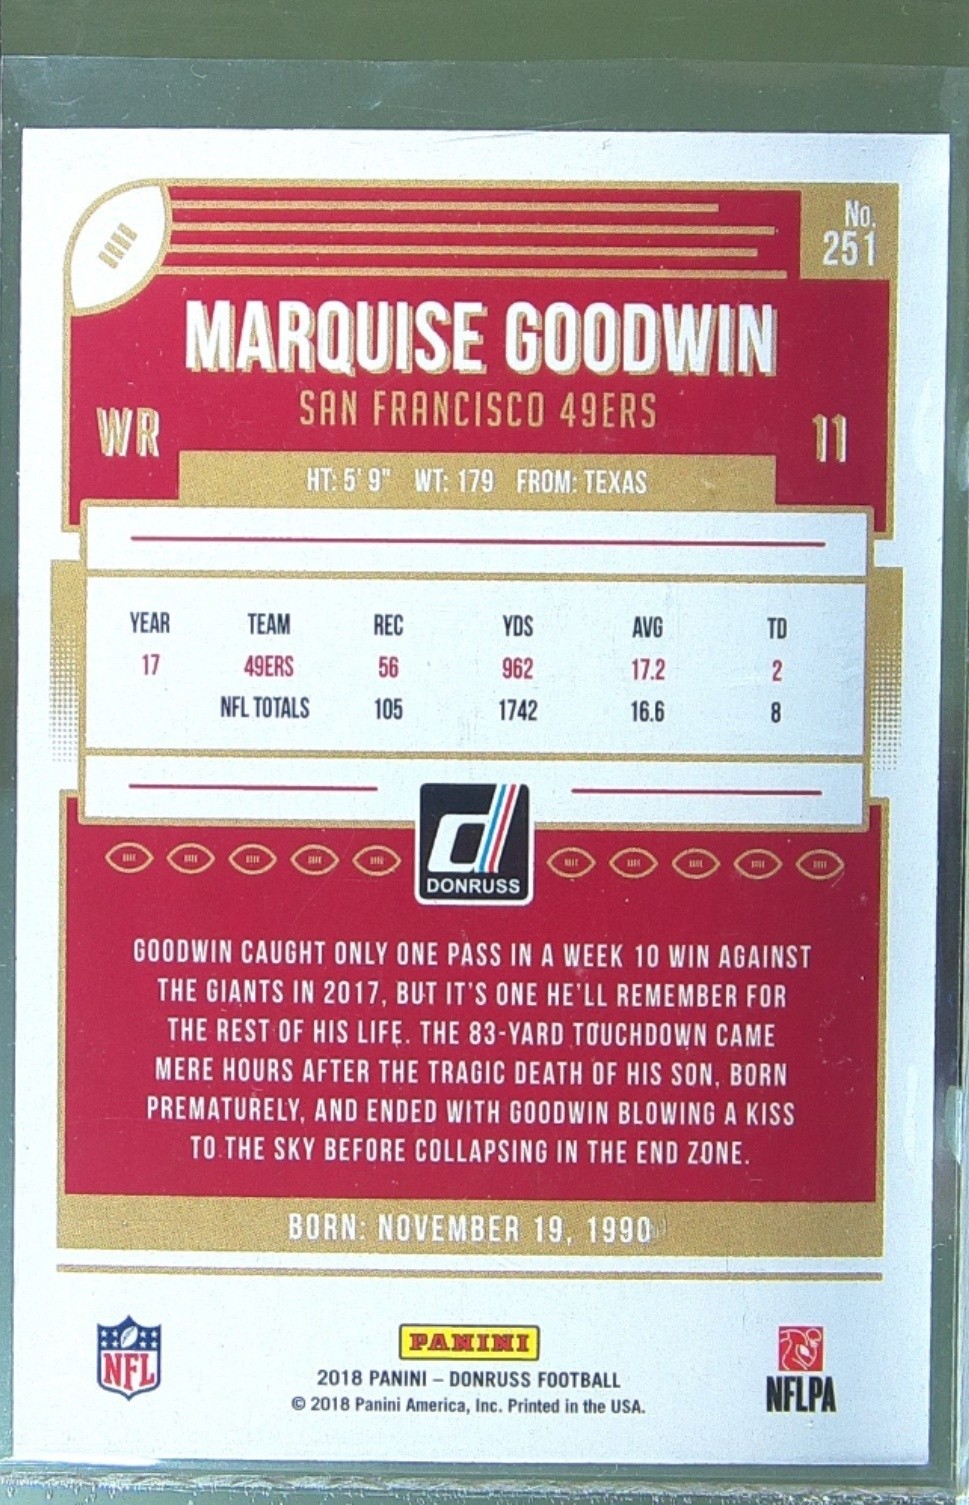 No.
251
MARQUISE GOODWIN
SAN FRANCISCO 49ERS
WR
11
HT: 5' 9" WT: 179 FROM: TEXAS
YEAR TEAM REC YDS AVG TD
17 49ERS 56 962 17.2 2
NFL TOTALS 105 1742 16.6 8
d
DONRUSS
GOODWIN CAUGHT ONLY ONE PASS IN A WEEK 10 WIN AGAINST
THE GIANTS IN 2017, BUT IT'S ONE HE'LL REMEMBER FOR
THE REST OF HIS LIFE. THE 83-YARD TOUCHDOWN CAME
MERE HOURS AFTER THE TRAGIC DEATH OF HIS SON, BORN
PREMATURELY, AND ENDED WITH GOODWIN BLOWING A KISS
TO THE SKY BEFORE COLLAPSING IN THE END ZONE.
BORN: NOVEMBER 19, 1990
NFL
PANINI
2018 PANINI – DONRUSS FOOTBALL
© 2018 Panini America, Inc. Printed in the USA.
NFLPA